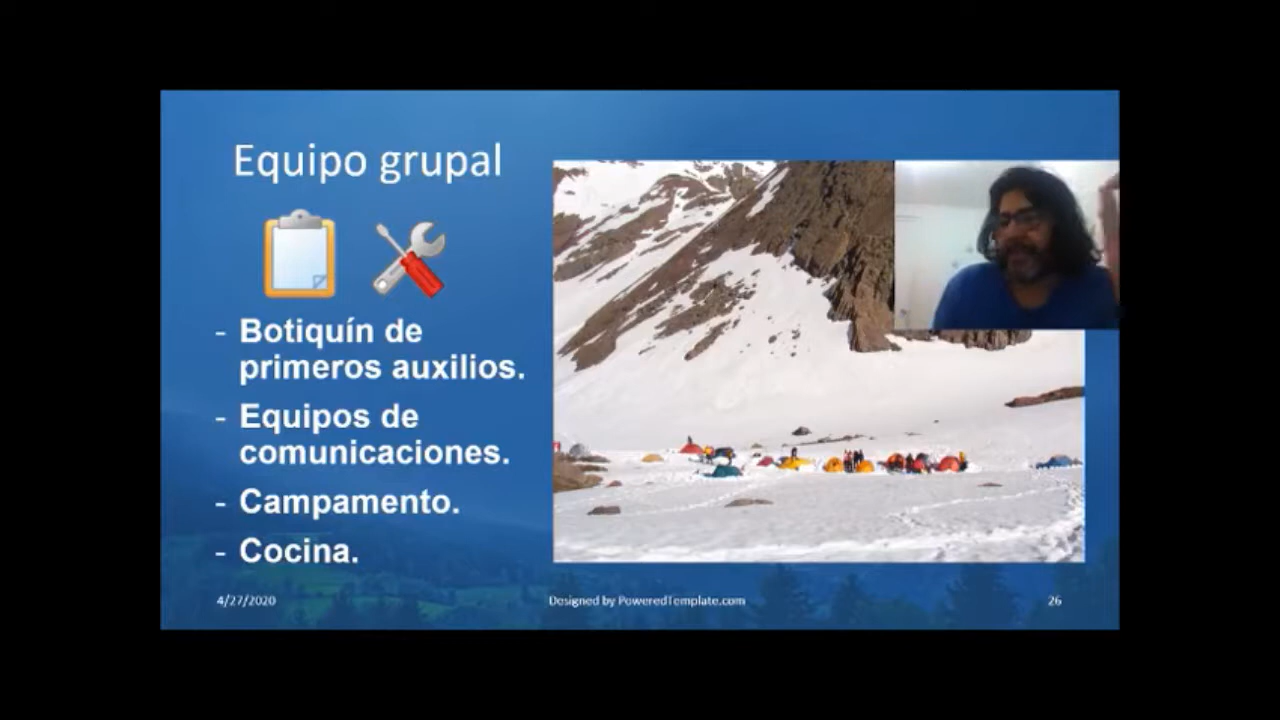 Equipo grupal
- Botiquín de
primeros auxilios.
- Equipos de
comunicaciones.
- Campamento.
- Cocina.
4/27/2020 Designed by PoweredTemplate.com 26